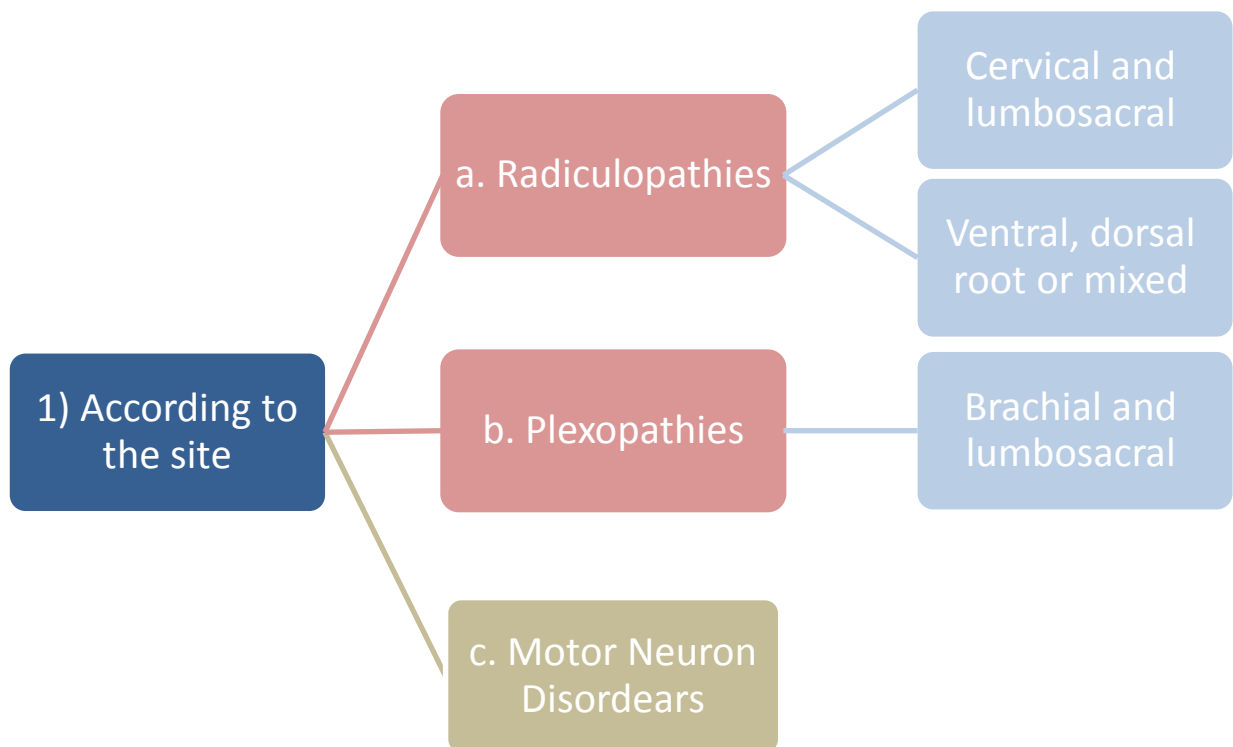 1) According to
the site
a. Radiculopathies
Cervical and
lumbosacral
Ventral, dorsal
root or mixed
b. Plexopathies
Brachial and
lumbosacral
c. Motor Neuron
Disordears